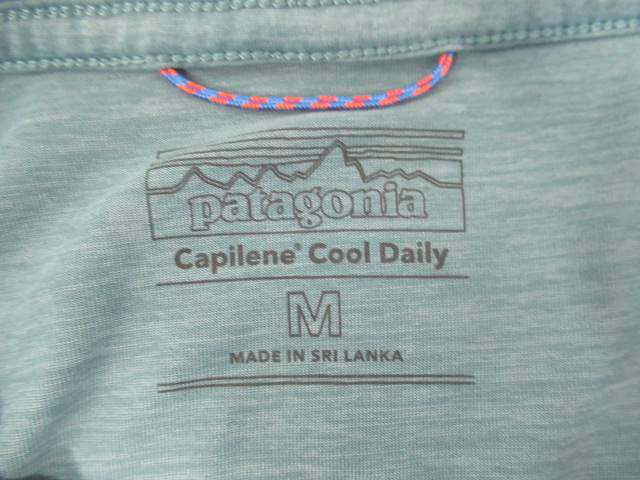 patagonia
Capilene® Cool Daily
M
MADE IN SRI LANKA